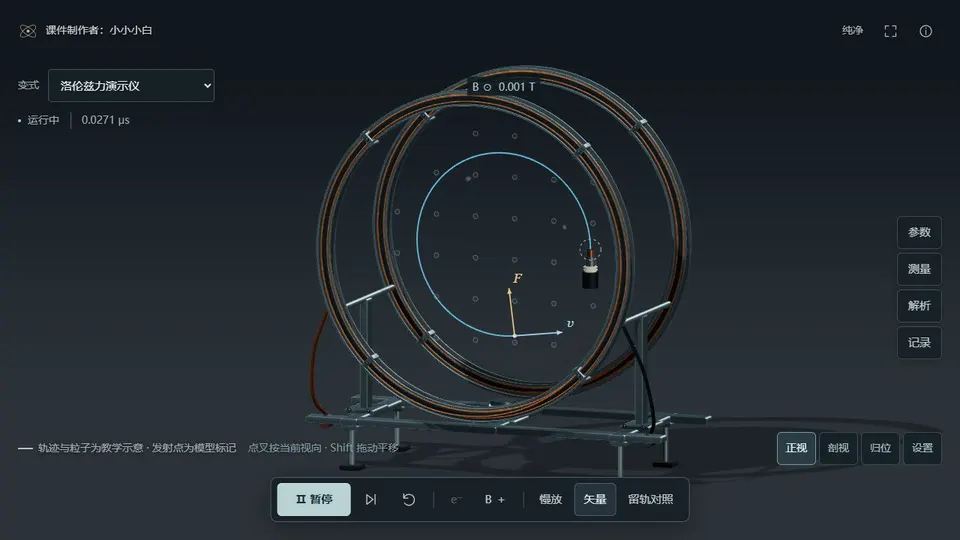 课件制作者：小小小白
纯净
变式
洛伦兹力演示仪
• 运行中 0.0271 μs
B ⊙ 0.001 T
F
v
参数
测量
解析
记录
轨迹与粒子为教学示意 · 发射点为模型标记 点叉按当前视向 · Shift 拖动平移
正视 剖视 归位 设置
暂停 e⁻ B + 慢放 矢量 留轨对照